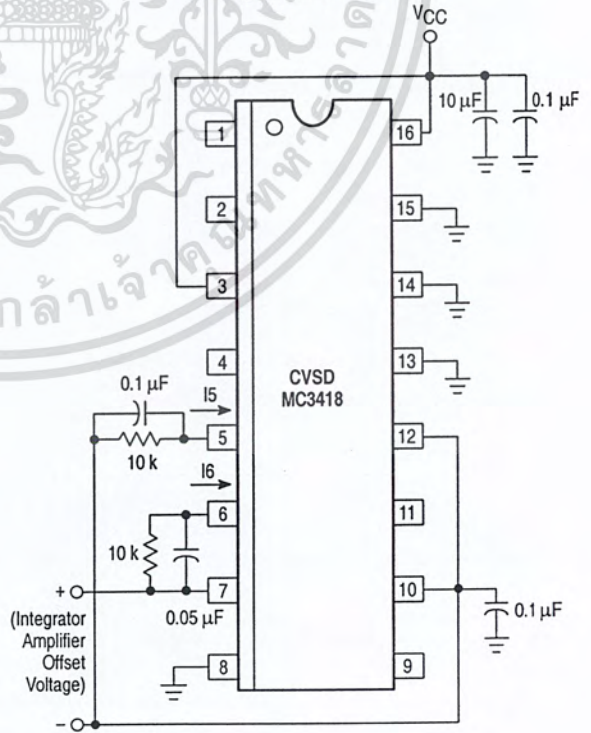 VCC
10 µF
0.1 µF
1
16
2
15
3
14
4
13
CVSD
MC3418
0.1 µF
I5
5
12
10 k
I6
6
11
10 k
+
7
10
0.05 µF
0.1 µF
(Integrator
Amplifier
Offset
Voltage)
8
9
−